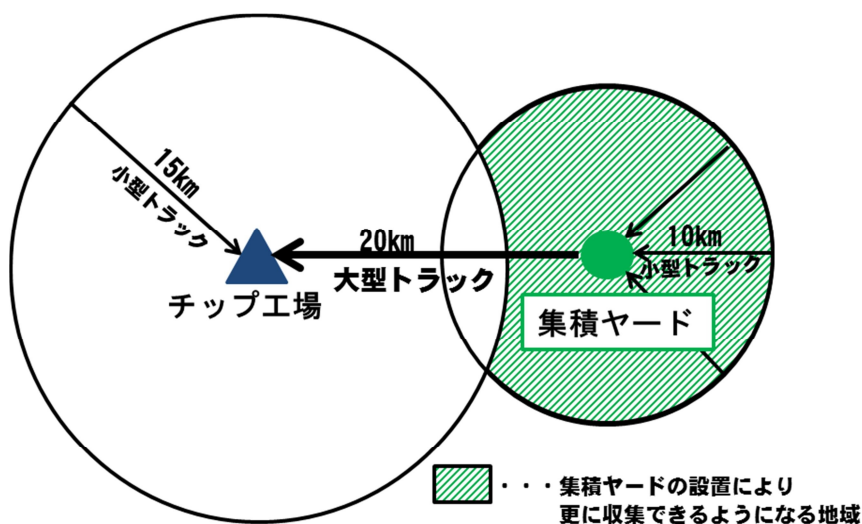 15km
小型トラック
チップ工場
20km
大型トラック
10km
小型トラック
集積ヤード
・・・集積ヤードの設置により
更に収集できるようになる地域